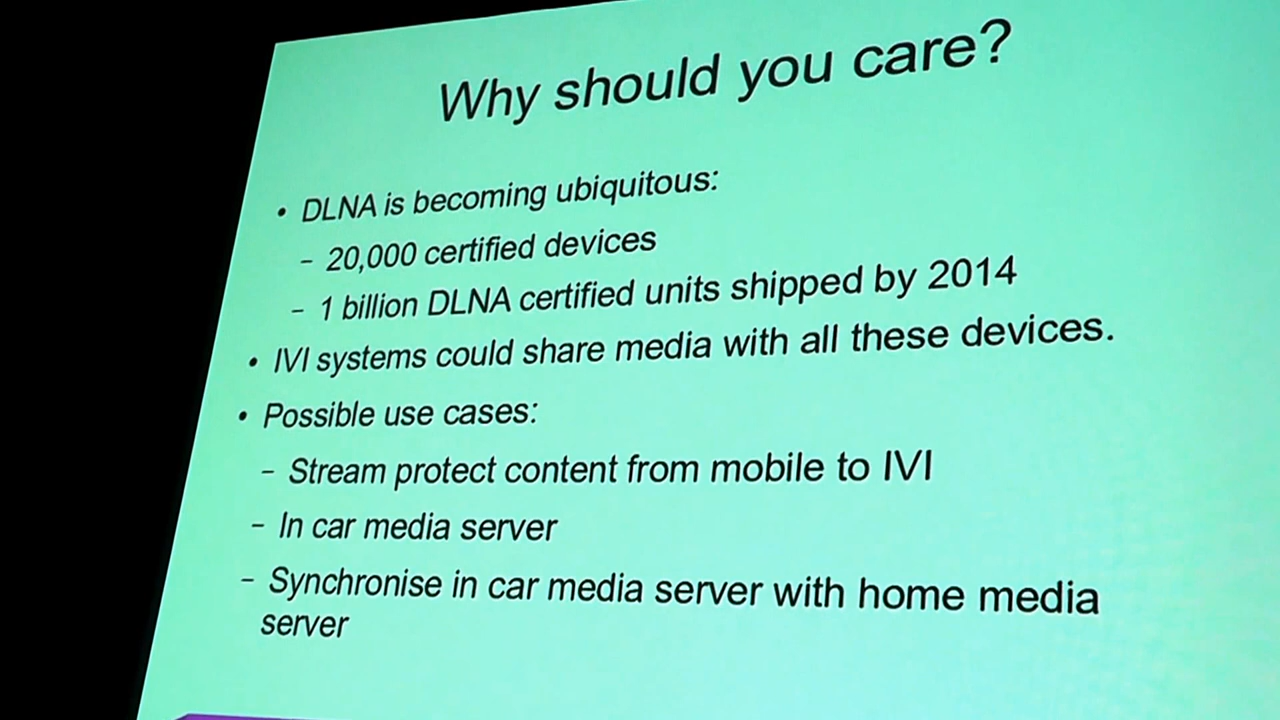 Why should you care?
• DLNA is becoming ubiquitous:
– 20,000 certified devices
– 1 billion DLNA certified units shipped by 2014
• IVI systems could share media with all these devices.
• Possible use cases:
– Stream protect content from mobile to IVI
– In car media server
– Synchronise in car media server with home media
server